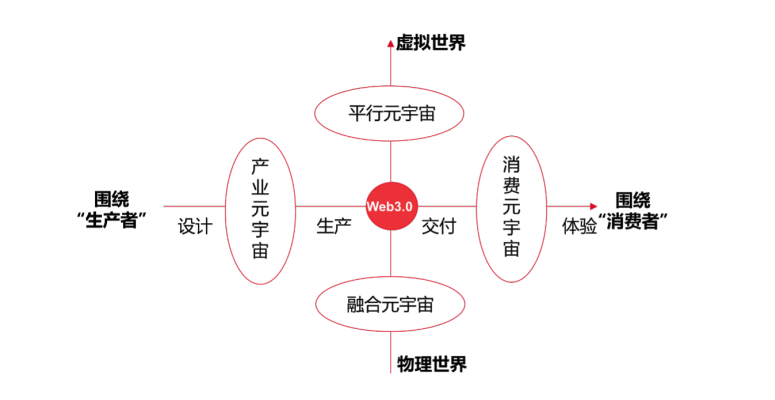 虚拟世界
平行元宇宙
围绕
“生产者”
设计
产业元宇宙
生产
Web3.0
交付
消费元宇宙
体验
围绕
“消费者”
融合元宇宙
物理世界